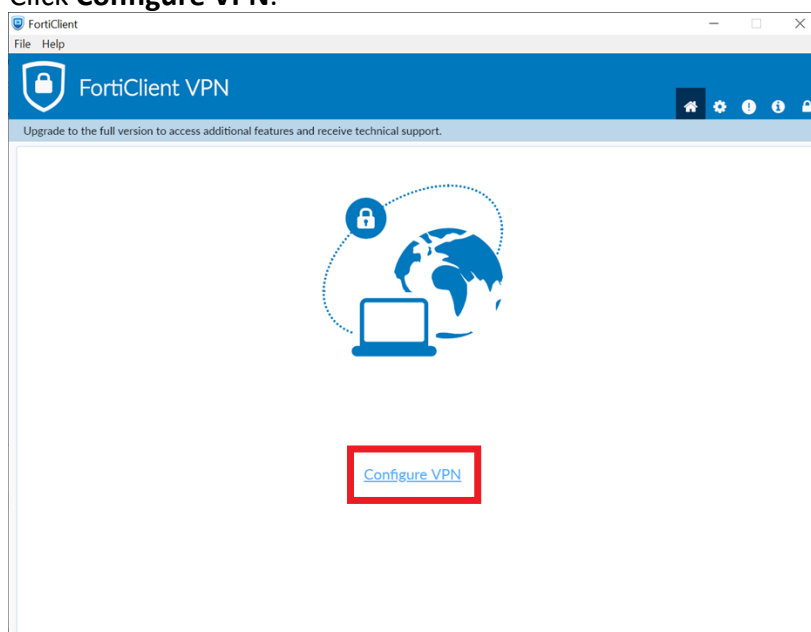 Click Configure VPN.
FortiClient
File Help
FortiClient VPN
Upgrade to the full version to access additional features and receive technical support.
Configure VPN